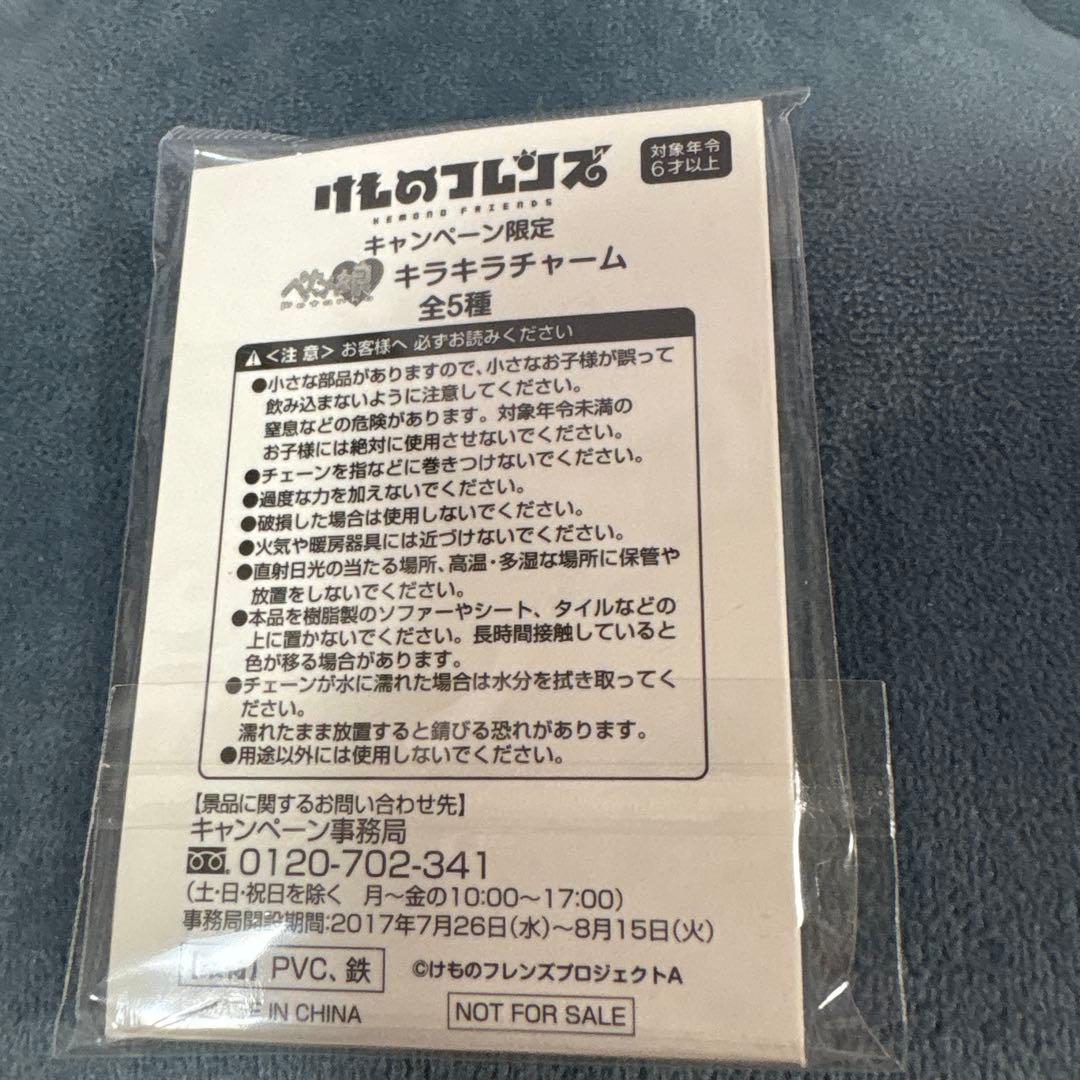 けものフレンズ
KEMONO FRIENDS
対象年令
6才以上
キャンペーン限定
ぺたん娘 キラキラチャーム
petanko
全5種
<注意> お客様へ 必ずお読みください
●小さな部品がありますので、小さなお子様が誤って
飲み込まないように注意してください。
窒息などの危険があります。対象年令未満の
お子様には絶対に使用させないでください。
●チェーンを指などに巻きつけないでください。
●過度な力を加えないでください。
●破損した場合は使用しないでください。
●火気や暖房器具には近づけないでください。
●直射日光の当たる場所、高温・多湿な場所に保管や
放置をしないでください。
●本品を樹脂製のソファーやシート、タイルなどの
上に置かないでください。長時間接触していると
色が移る場合があります。
●チェーンが水に濡れた場合は水分を拭き取ってく
ださい。
濡れたまま放置すると錆びる恐れがあります。
●用途以外には使用しないでください。
【景品に関するお問い合わせ先】
キャンペーン事務局
0120-702-341
(土・日・祝日を除く 月〜金の10:00〜17:00)
事務局開設期間:2017年7月26日(水)〜8月15日(火)
PVC、鉄
©けものフレンズプロジェクトA
MADE IN CHINA
NOT FOR SALE